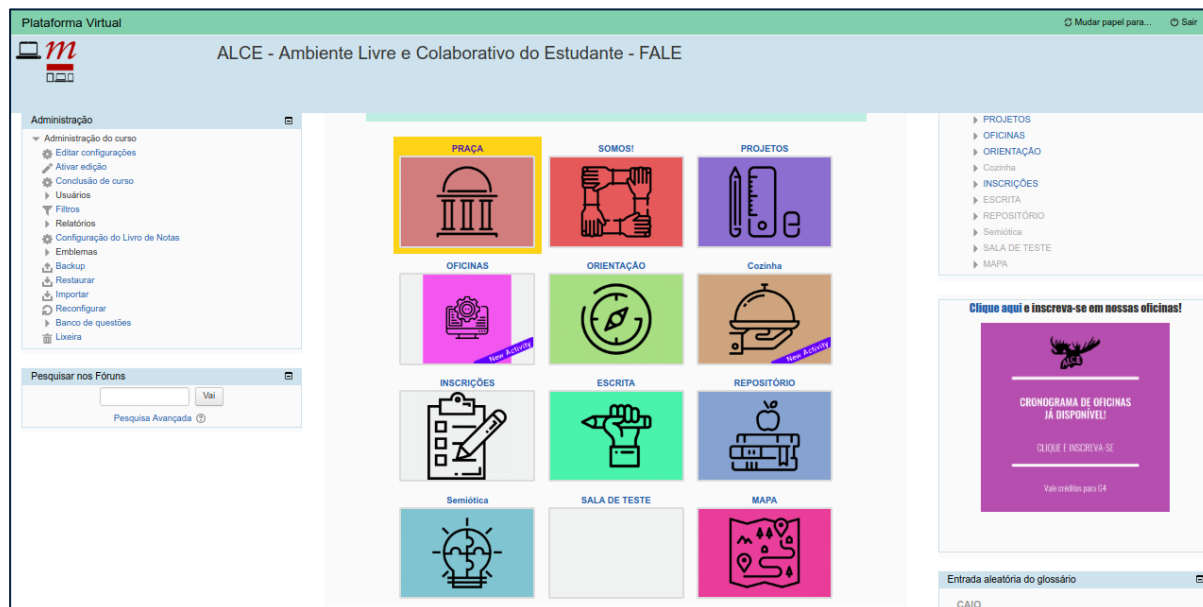 Plataforma Virtual
Mudar papel para...
Sair
m
ALCE - Ambiente Livre e Colaborativo do Estudante - FALE
Administração
Administração do curso
Editar configurações
Ativar edição
Conclusão de curso
Usuários
Filtros
Relatórios
Configuração do Livro de Notas
Emblemas
Backup
Restaurar
Importar
Reconfigurar
Banco de questões
Lixeira
Pesquisar nos Fóruns
Vai
Pesquisa Avançada
PRAÇA
SOMOS!
PROJETOS
OFICINAS
ORIENTAÇÃO
Cozinha
New Activity
New Activity
INSCRIÇÕES
ESCRITA
REPOSITÓRIO
Semiótica
SALA DE TESTE
MAPA
PROJETOS
OFICINAS
ORIENTAÇÃO
Cozinha
INSCRIÇÕES
ESCRITA
REPOSITÓRIO
Semiótica
SALA DE TESTE
MAPA
Clique aqui e inscreva-se em nossas oficinas!
ALCE
CRONOGRAMA DE OFICINAS
JÁ DISPONÍVEL!
CLIQUE E INSCREVA-SE
Vale créditos para G4
Entrada aleatória do glossário
CAIO